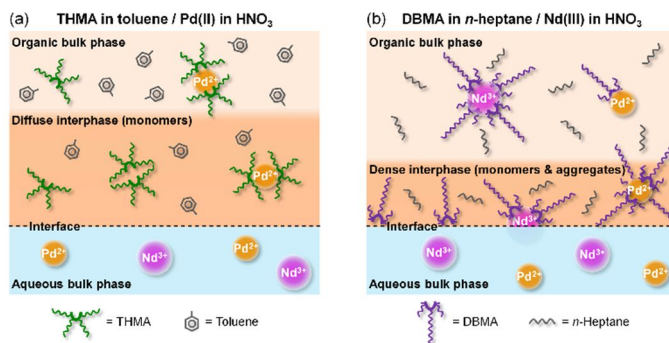 (a) THMA in toluene / Pd(II) in HNO3
Organic bulk phase
Pd2+
Diffuse interphase (monomers)
Pd2+
Interface
Pd2+
Nd3+
Pd2+
Nd3+
Aqueous bulk phase
= THMA
= Toluene
(b) DBMA in n-heptane / Nd(III) in HNO3
Organic bulk phase
Nd3+
Pd2+
Dense interphase (monomers & aggregates)
Pd2+
Nd3+
Interface
Nd3+
Nd3+
Pd2+
Pd2+
Aqueous bulk phase
= DBMA
= n-Heptane